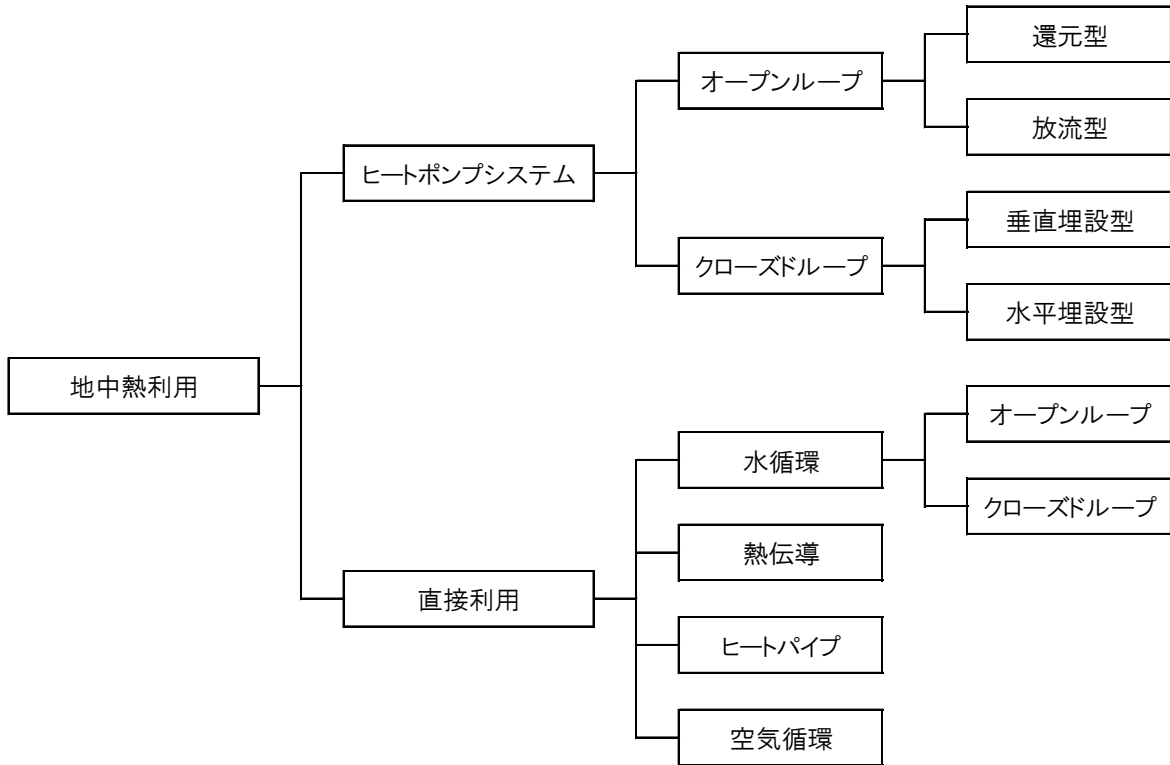 地中熱利用
ヒートポンプシステム
オープンループ
還元型
放流型
クローズドループ
垂直埋設型
水平埋設型
直接利用
水循環
オープンループ
クローズドループ
熱伝導
ヒートパイプ
空気循環